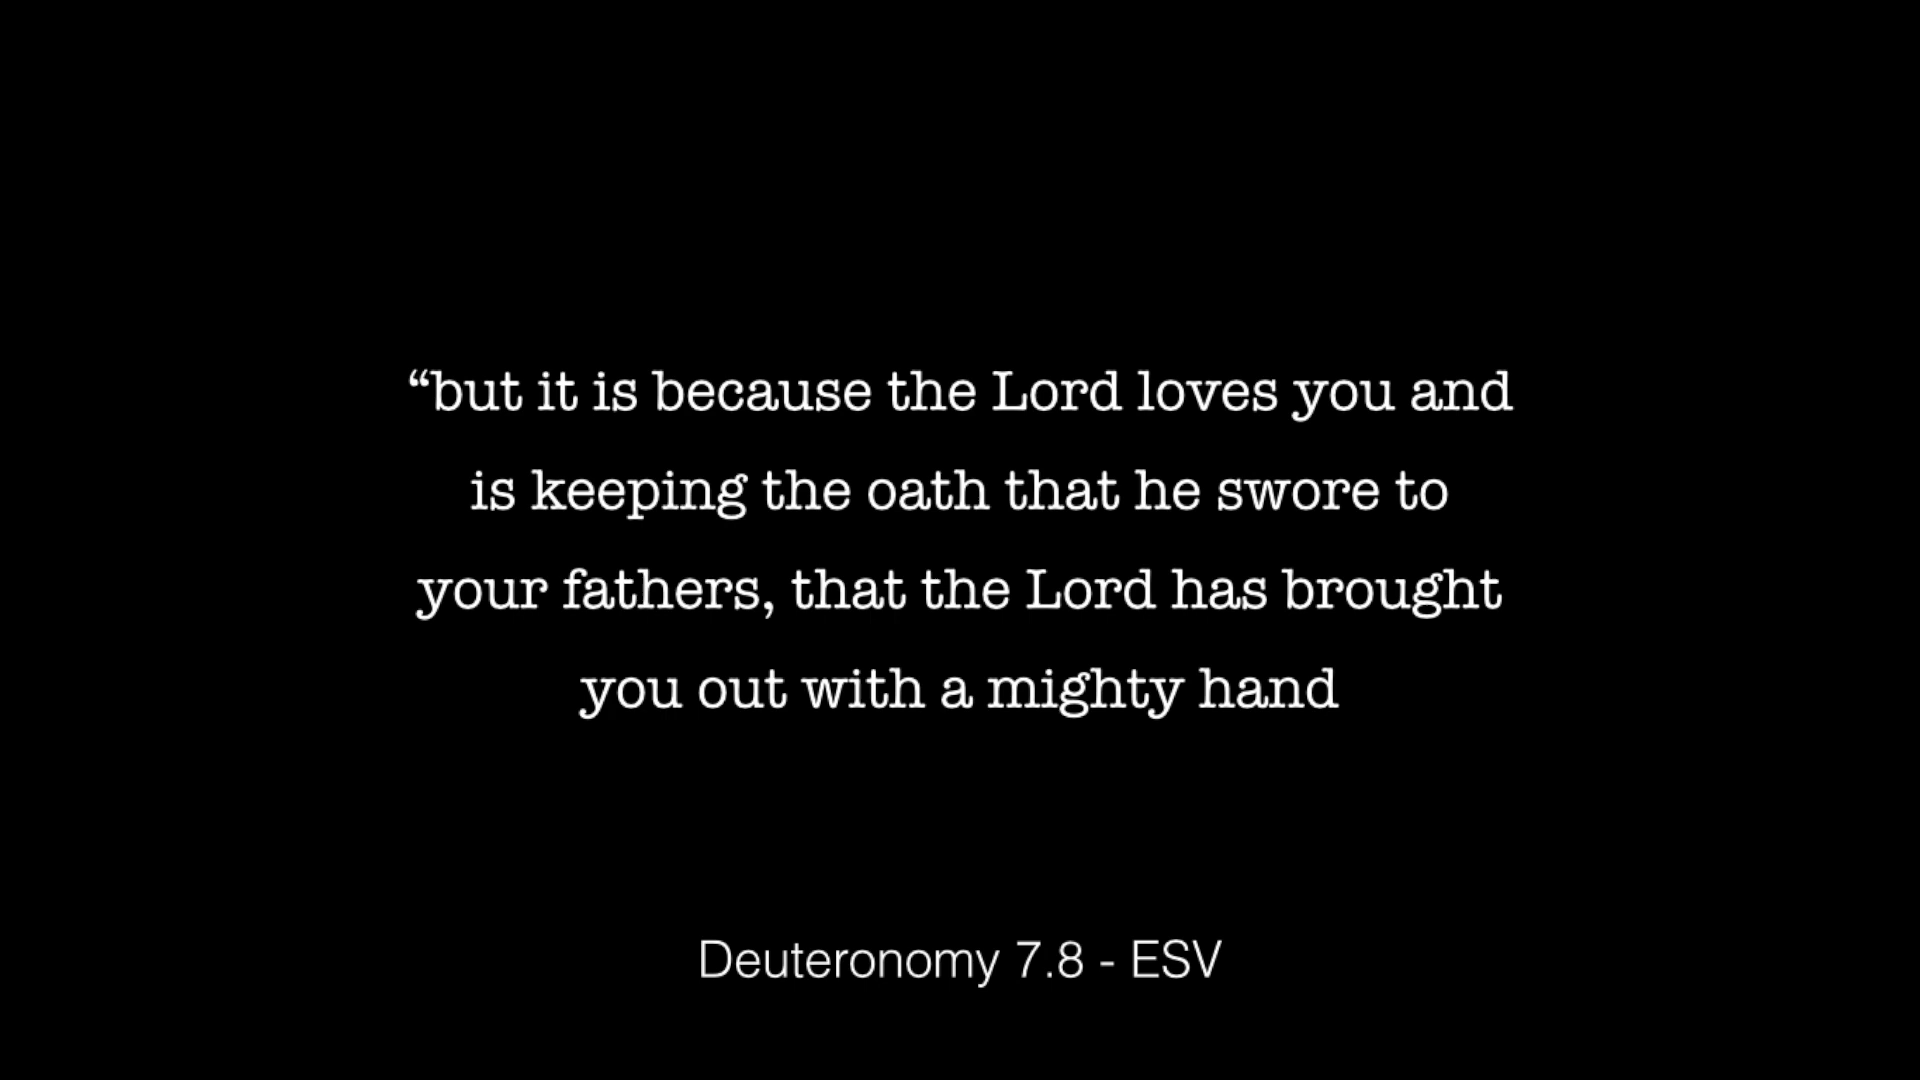 “but it is because the Lord loves you and
is keeping the oath that he swore to
your fathers, that the Lord has brought
you out with a mighty hand
Deuteronomy 7.8 - ESV